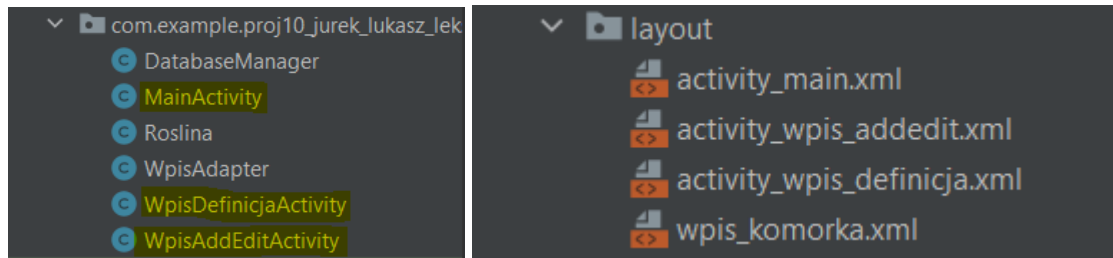 com.example.proj10_jurek_lukasz_lek
DatabaseManager
MainActivity
Roslina
WpisAdapter
WpisDefinicjaActivity
WpisAddEditActivity
layout
activity_main.xml
activity_wpis_addedit.xml
activity_wpis_definicja.xml
wpis_komorka.xml